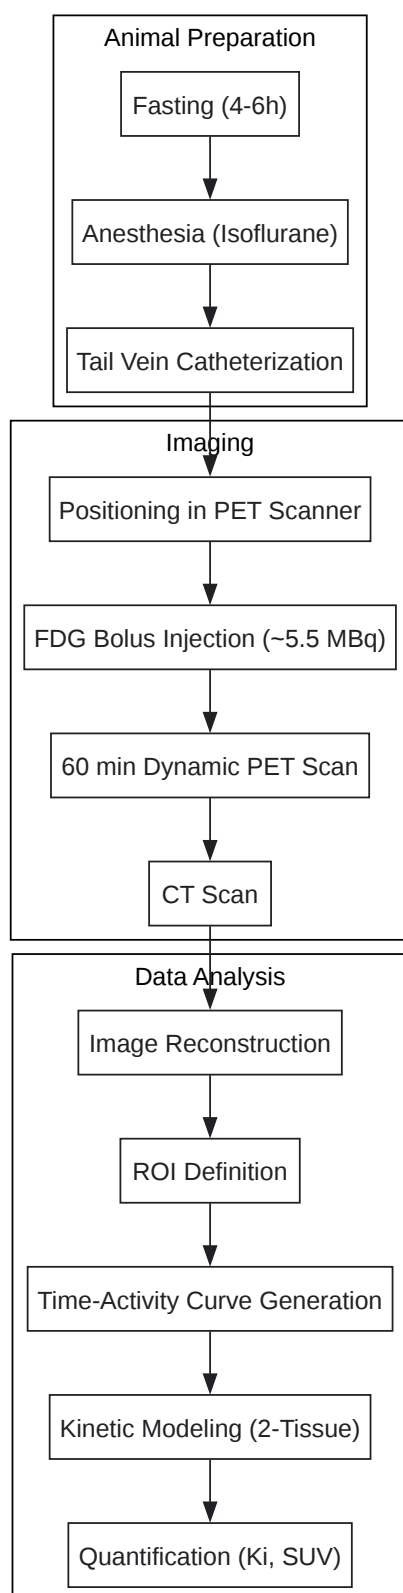 Animal Preparation
Fasting (4-6h)
Anesthesia (Isoflurane)
Tail Vein Catheterization
Imaging
Positioning in PET Scanner
FDG Bolus Injection (~5.5 MBq)
60 min Dynamic PET Scan
CT Scan
Data Analysis
Image Reconstruction
ROI Definition
Time-Activity Curve Generation
Kinetic Modeling (2-Tissue)
Quantification (Ki, SUV)